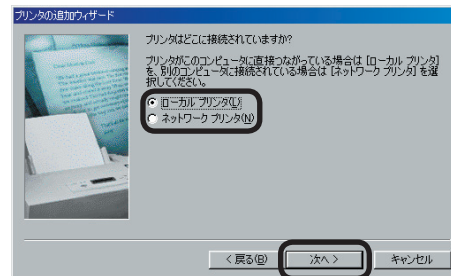 プリンタの追加ウィザード
プリンタはどこに接続されていますか?
プリンタがこのコンピュータに直接つながっている場合は [ローカル プリンタ]
を、別のコンピュータに接続されている場合は [ネットワーク プリンタ] を選
択してください。
ローカル プリンタ(L)
ネットワーク プリンタ(N)
< 戻る(B)
次へ >
キャンセル